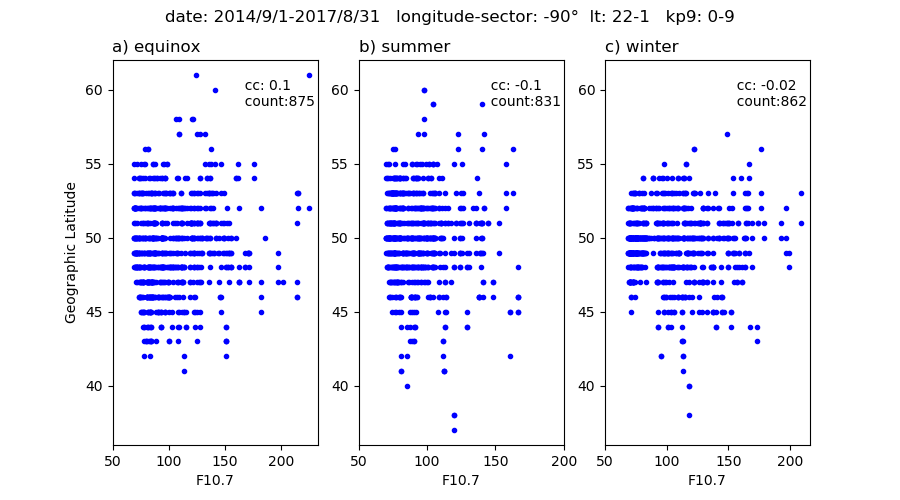 date: 2014/9/1-2017/8/31   longitude-sector: -90°  lt: 22-1   kp9: 0-9
a) equinox
b) summer
c) winter
cc: 0.1
count:875
cc: -0.1
count:831
cc: -0.02
count:862
Geographic Latitude
60
55
50
45
40
60
55
50
45
40
60
55
50
45
40
50 100 150 200
50 100 150 200
50 100 150 200
F10.7
F10.7
F10.7